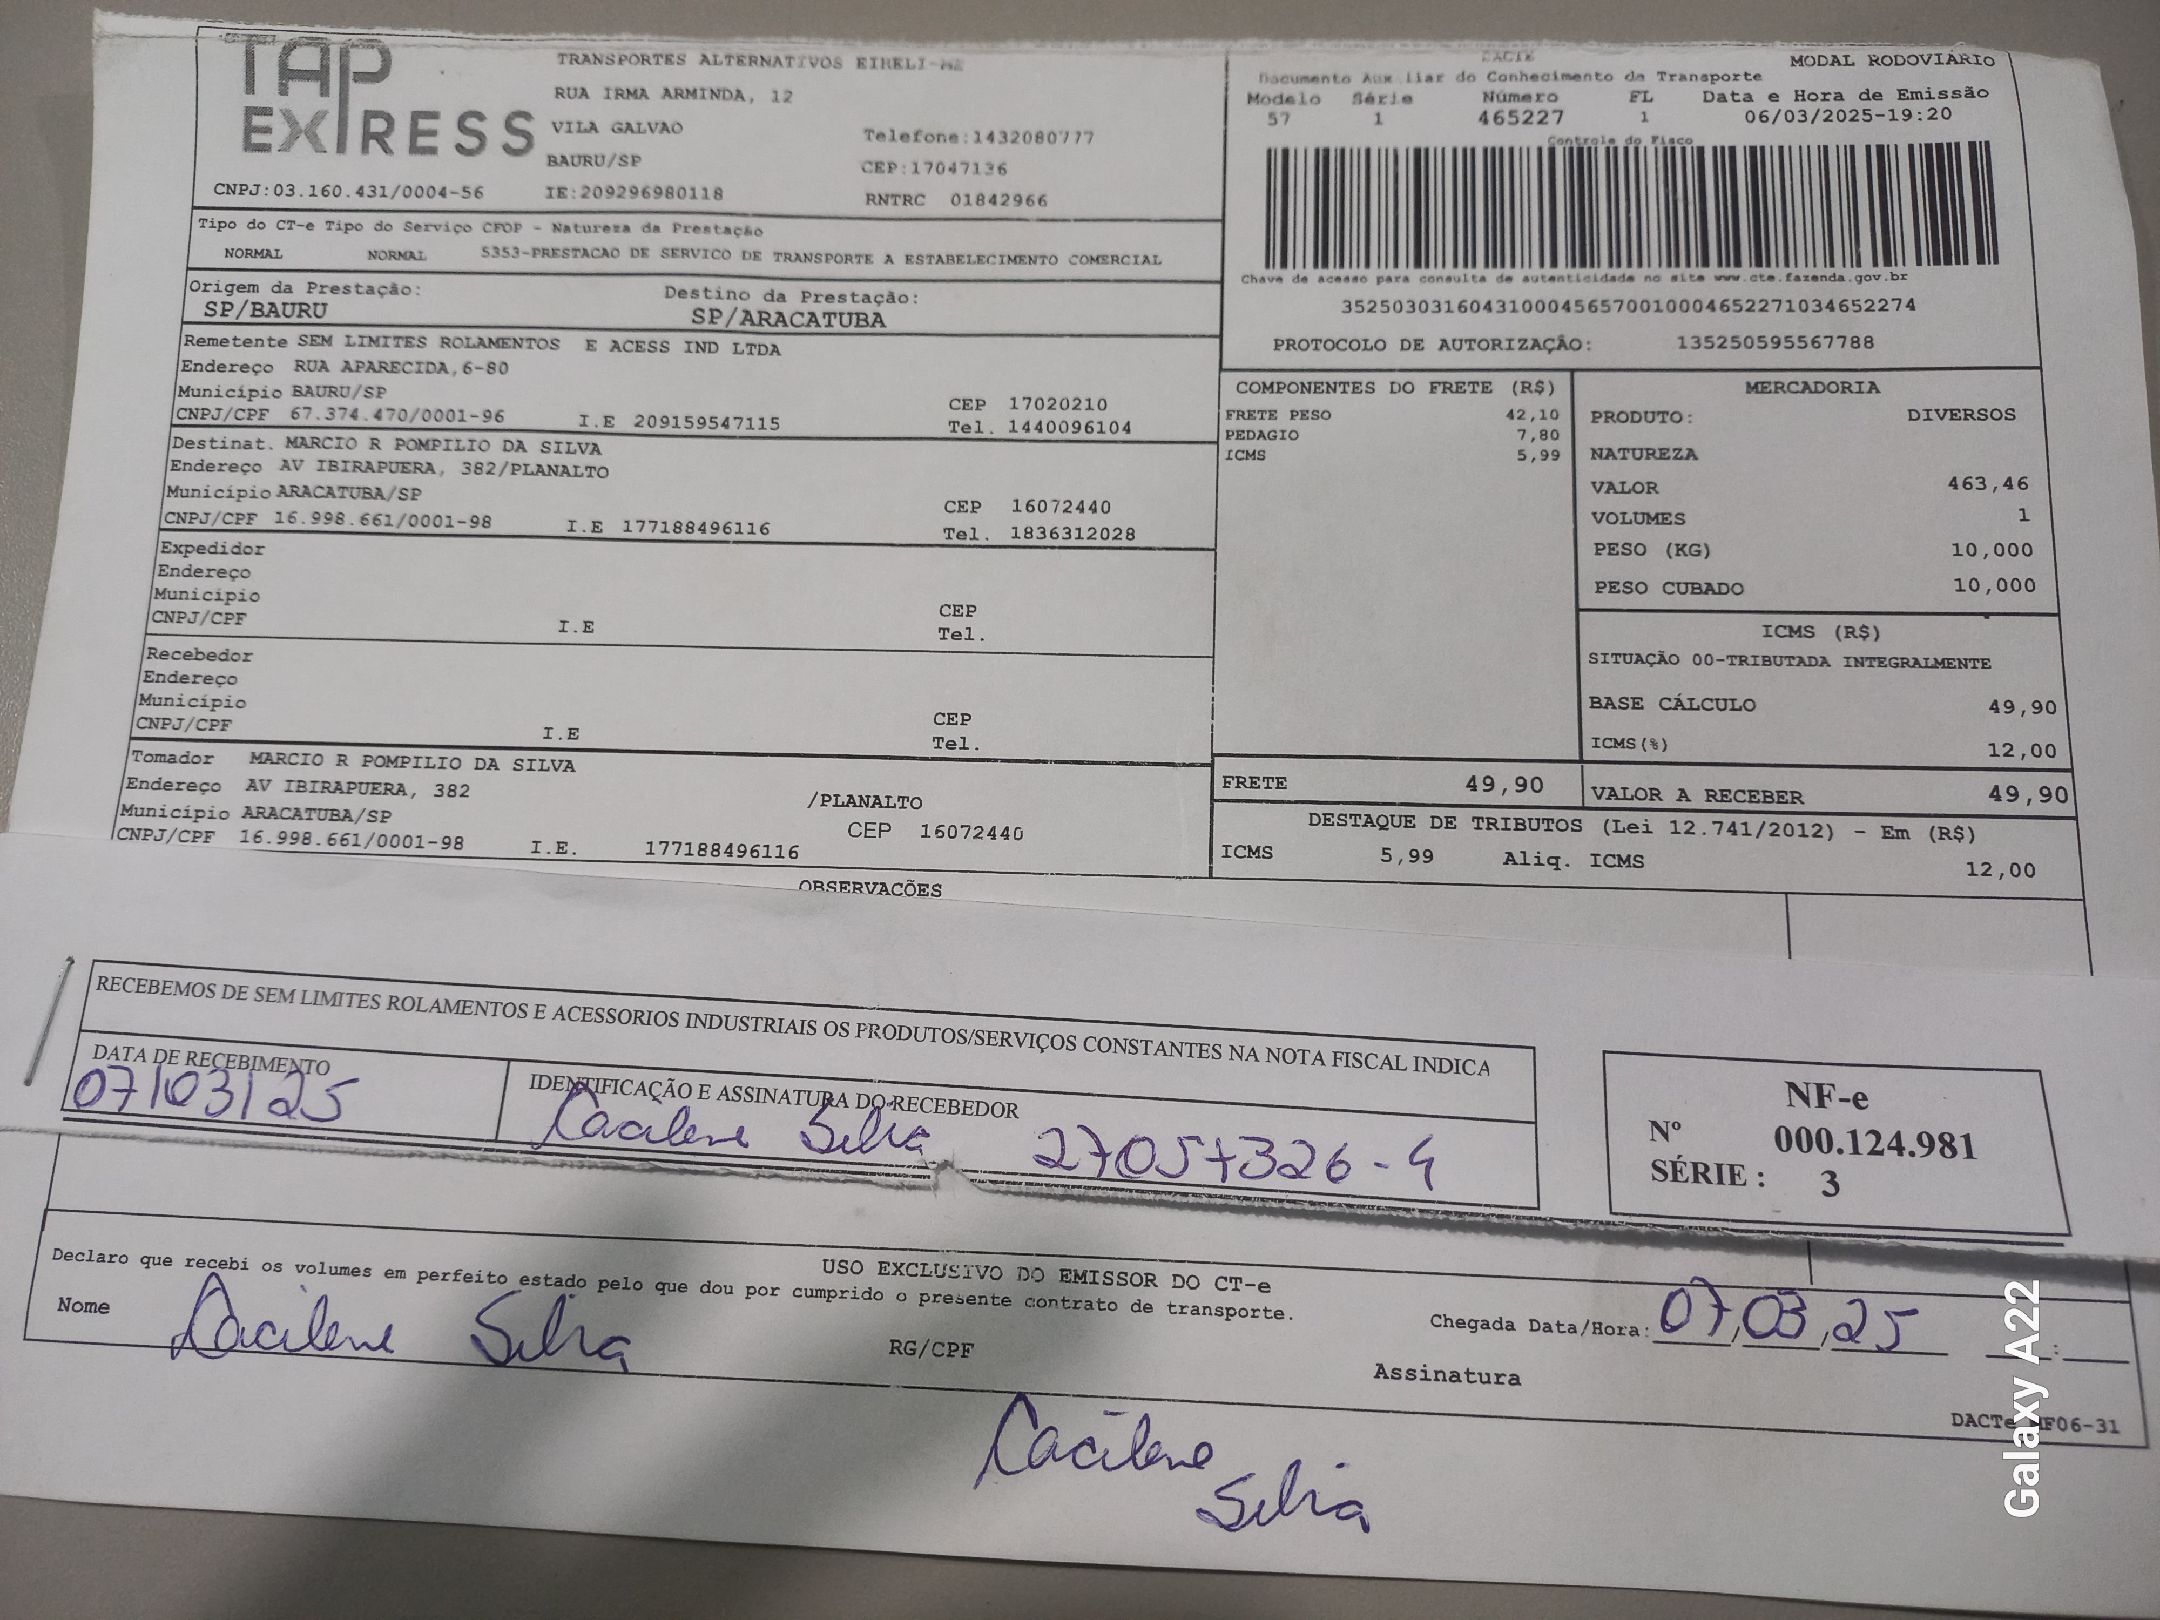 TAP EXPRESS
TRANSPORTES ALTERNATIVOS EIRELI-ME
RUA IRMA ARMINDA, 12
VILA GALVAO
Telefone:1432080777
BAURU/SP
CEP:17047136
CNPJ:03.160.431/0004-56
IE:209296980118
RNTRC 01842966
DACTE
MODAL RODOVIÁRIO
Documento Auxiliar do Conhecimento de Transporte
Modelo Série Número FL Data e Hora de Emissão
57 1 465227 1 06/03/2025-19:20
Controle do Fisco
Chave de acesso para consulta de autenticidade no site www.cte.fazenda.gov.br
35250303160431000456570010004652271034652274
PROTOCOLO DE AUTORIZAÇÃO: 135250595567788
Tipo do CT-e Tipo do Serviço CFOP - Natureza da Prestação
NORMAL NORMAL 5353-PRESTACAO DE SERVICO DE TRANSPORTE A ESTABELECIMENTO COMERCIAL
Origem da Prestação: Destino da Prestação:
SP/BAURU SP/ARACATUBA
Remetente SEM LIMITES ROLAMENTOS E ACESS IND LTDA
Endereço RUA APARECIDA,6-80
Município BAURU/SP CEP 17020210
CNPJ/CPF 67.374.470/0001-96 I.E 209159547115 Tel. 1440096104
Destinat. MARCIO R POMPILIO DA SILVA
Endereço AV IBIRAPUERA, 382/PLANALTO
Município ARACATUBA/SP CEP 16072440
CNPJ/CPF 16.998.661/0001-98 I.E 177188496116 Tel. 1836312028
Expedidor
Endereço
Município CEP
CNPJ/CPF I.E Tel.
Recebedor
Endereço
Município CEP
CNPJ/CPF I.E Tel.
Tomador MARCIO R POMPILIO DA SILVA
Endereço AV IBIRAPUERA, 382 /PLANALTO
Município ARACATUBA/SP CEP 16072440
CNPJ/CPF 16.998.661/0001-98 I.E. 177188496116
COMPONENTES DO FRETE (R$)
FRETE PESO 42,10
PEDAGIO 7,80
ICMS 5,99
MERCADORIA
PRODUTO: DIVERSOS
NATUREZA
VALOR 463,46
VOLUMES 1
PESO (KG) 10,000
PESO CUBADO 10,000
ICMS (R$)
SITUAÇÃO 00-TRIBUTADA INTEGRALMENTE
BASE CÁLCULO 49,90
ICMS(%) 12,00
FRETE 49,90 VALOR A RECEBER 49,90
DESTAQUE DE TRIBUTOS (Lei 12.741/2012) - Em (R$)
ICMS 5,99 Aliq. ICMS 12,00
OBSERVAÇÕES
RECEBEMOS DE SEM LIMITES ROLAMENTOS E ACESSORIOS INDUSTRIAIS OS PRODUTOS/SERVIÇOS CONSTANTES NA NOTA FISCAL INDICA
DATA DE RECEBIMENTO IDENTIFICAÇÃO E ASSINATURA DO RECEBEDOR
07/03/25 Cacilene Silva 27057326-4
NF-e
Nº 000.124.981
SÉRIE : 3
USO EXCLUSIVO DO EMISSOR DO CT-e
Declaro que recebi os volumes em perfeito estado pelo que dou por cumprido o presente contrato de transporte.
Nome Cacilene Silva RG/CPF
Chegada Data/Hora: 07,03,25 :
Assinatura
Cacilene
Silva
DACTe
F06-31
Galaxy A22